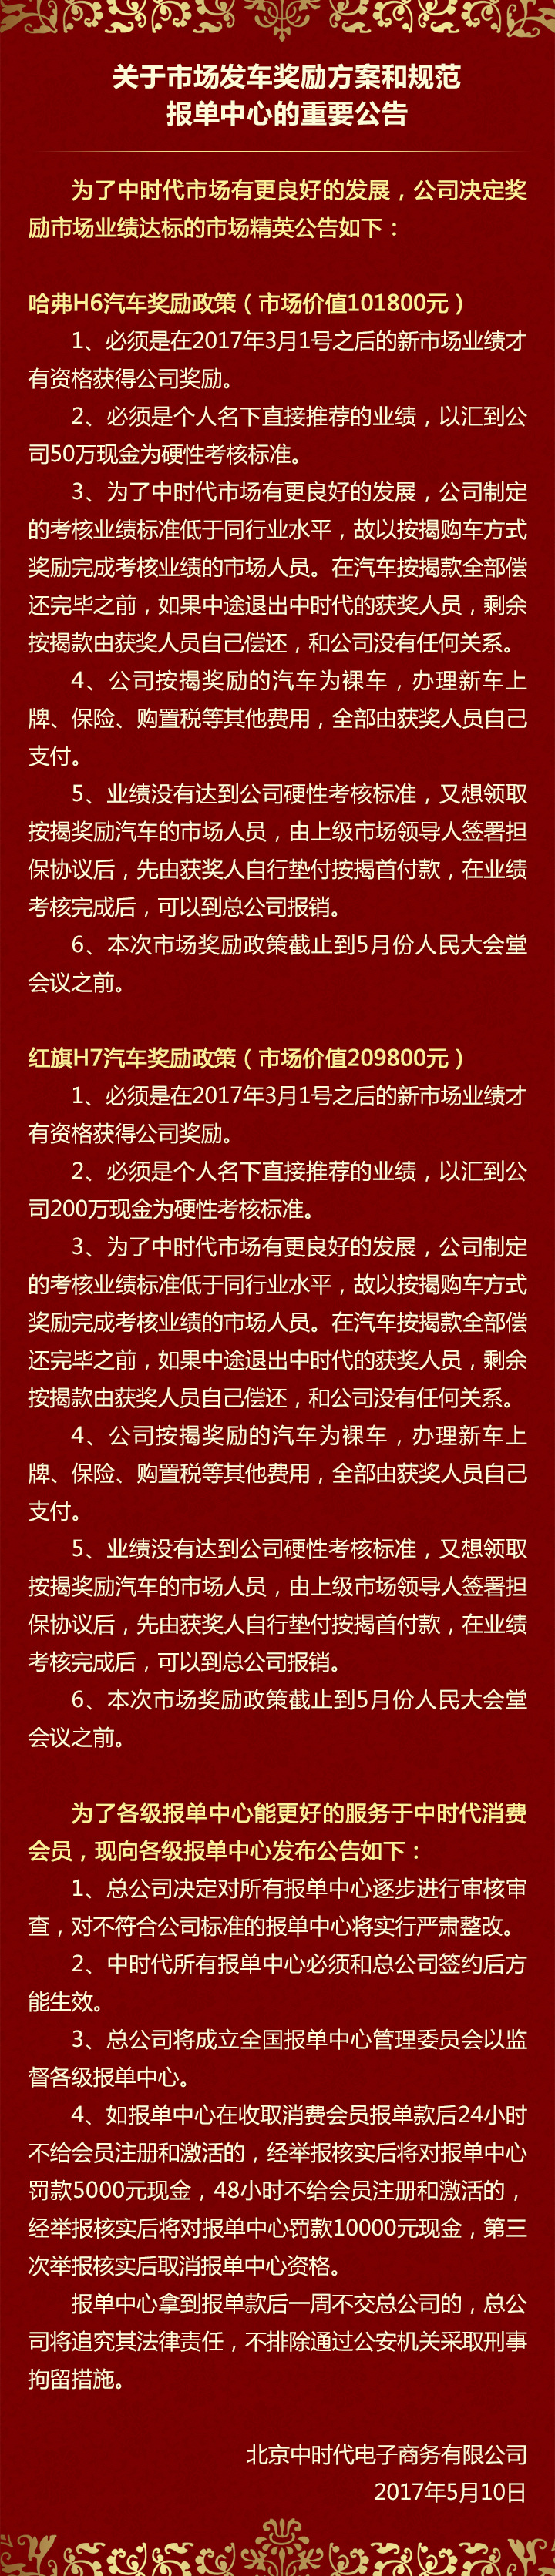 关于市场发车奖励方案和规范
报单中心的重要公告
为了中时代市场有更良好的发展，公司决定奖
励市场业绩达标的市场精英公告如下：
哈弗H6汽车奖励政策（市场价值101800元）
1、必须是在2017年3月1号之后的新市场业绩才
有资格获得公司奖励。
2、必须是个人名下直接推荐的业绩，以汇到公
司50万现金为硬性考核标准。
3、为了中时代市场有更良好的发展，公司制定
的考核业绩标准低于同行业水平，故以按揭购车方式
奖励完成考核业绩的市场人员。在汽车按揭款全部偿
还完毕之前，如果中途退出中时代的获奖人员，剩余
按揭款由获奖人员自己偿还，和公司没有任何关系。
4、公司按揭奖励的汽车为裸车，办理新车上
牌、保险、购置税等其他费用，全部由获奖人员自己
支付。
5、业绩没有达到公司硬性考核标准，又想领取
按揭奖励汽车的市场人员，由上级市场领导人签署担
保协议后，先由获奖人自行垫付按揭首付款，在业绩
考核完成后，可以到总公司报销。
6、本次市场奖励政策截止到5月份人民大会堂
会议之前。
红旗H7汽车奖励政策（市场价值209800元）
1、必须是在2017年3月1号之后的新市场业绩才
有资格获得公司奖励。
2、必须是个人名下直接推荐的业绩，以汇到公
司200万现金为硬性考核标准。
3、为了中时代市场有更良好的发展，公司制定
的考核业绩标准低于同行业水平，故以按揭购车方式
奖励完成考核业绩的市场人员。在汽车按揭款全部偿
还完毕之前，如果中途退出中时代的获奖人员，剩余
按揭款由获奖人员自己偿还，和公司没有任何关系。
4、公司按揭奖励的汽车为裸车，办理新车上
牌、保险、购置税等其他费用，全部由获奖人员自己
支付。
5、业绩没有达到公司硬性考核标准，又想领取
按揭奖励汽车的市场人员，由上级市场领导人签署担
保协议后，先由获奖人自行垫付按揭首付款，在业绩
考核完成后，可以到总公司报销。
6、本次市场奖励政策截止到5月份人民大会堂
会议之前。
为了各级报单中心能更好的服务于中时代消费
会员，现向各级报单中心发布公告如下：
1、总公司决定对所有报单中心逐步进行审核审
查，对不符合公司标准的报单中心将实行严肃整改。
2、中时代所有报单中心必须和总公司签约后方
能生效。
3、总公司将成立全国报单中心管理委员会以监
督各级报单中心。
4、如报单中心在收取消费会员报单款后24小时
不给会员注册和激活的，经举报核实后将对报单中心
罚款5000元现金，48小时不给会员注册和激活的，
经举报核实后将对报单中心罚款10000元现金，第三
次举报核实后取消报单中心资格。
报单中心拿到报单款后一周不交总公司的，总公
司将追究其法律责任，不排除通过公安机关采取刑事
拘留措施。
北京中时代电子商务有限公司
2017年5月10日